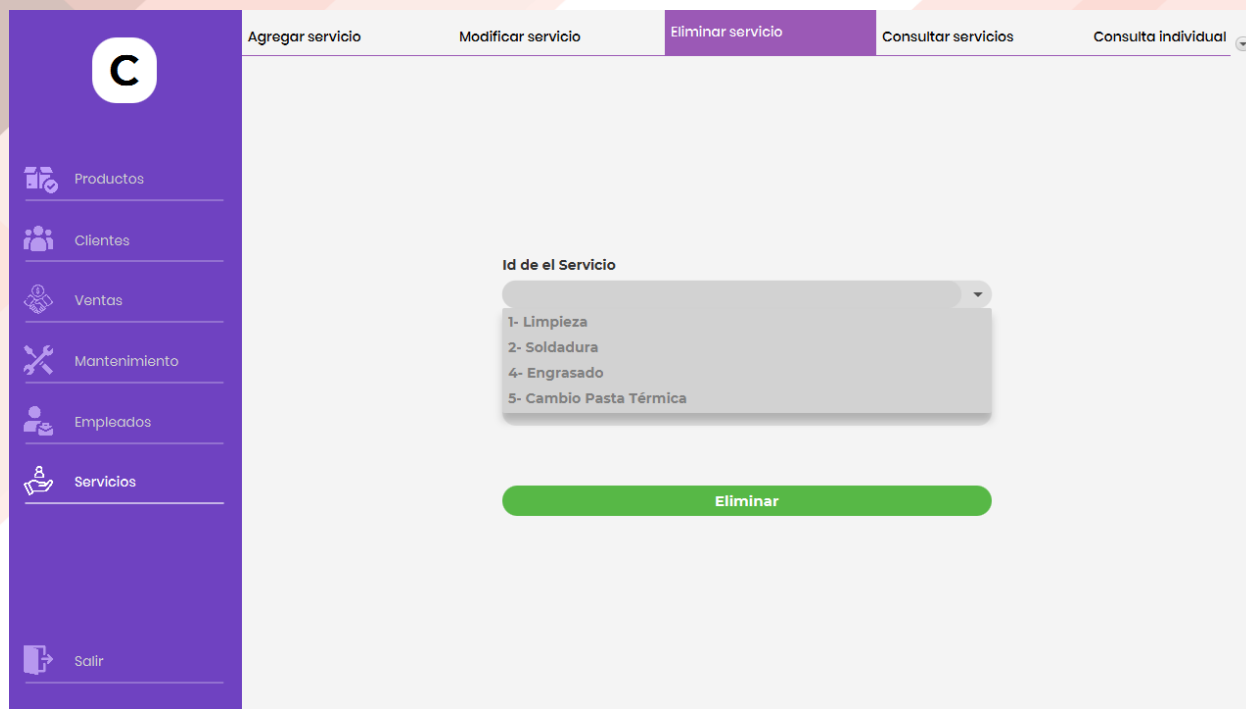 C
Agregar servicio
Modificar servicio
Eliminar servicio
Consultar servicios
Consulta individual
Productos
Clientes
Ventas
Mantenimiento
Empleados
Servicios
Salir
Id de el Servicio
1- Limpieza
2- Soldadura
4- Engrasado
5- Cambio Pasta Térmica
Eliminar